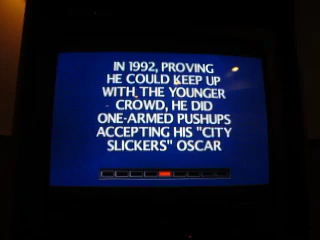 IN 1992, PROVING
HE COULD KEEP UP
WITH THE YOUNGER
CROWD, HE DID
ONE-ARMED PUSHUPS
ACCEPTING HIS "CITY
SLICKERS" OSCAR